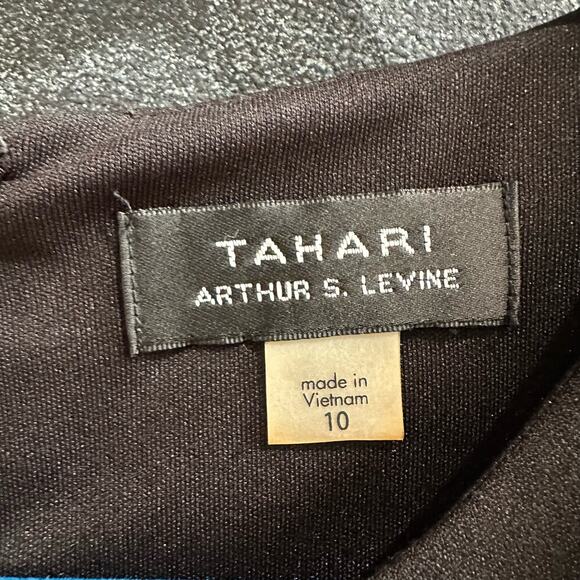 TAHARI
ARTHUR S. LEVINE
made in
Vietnam
10